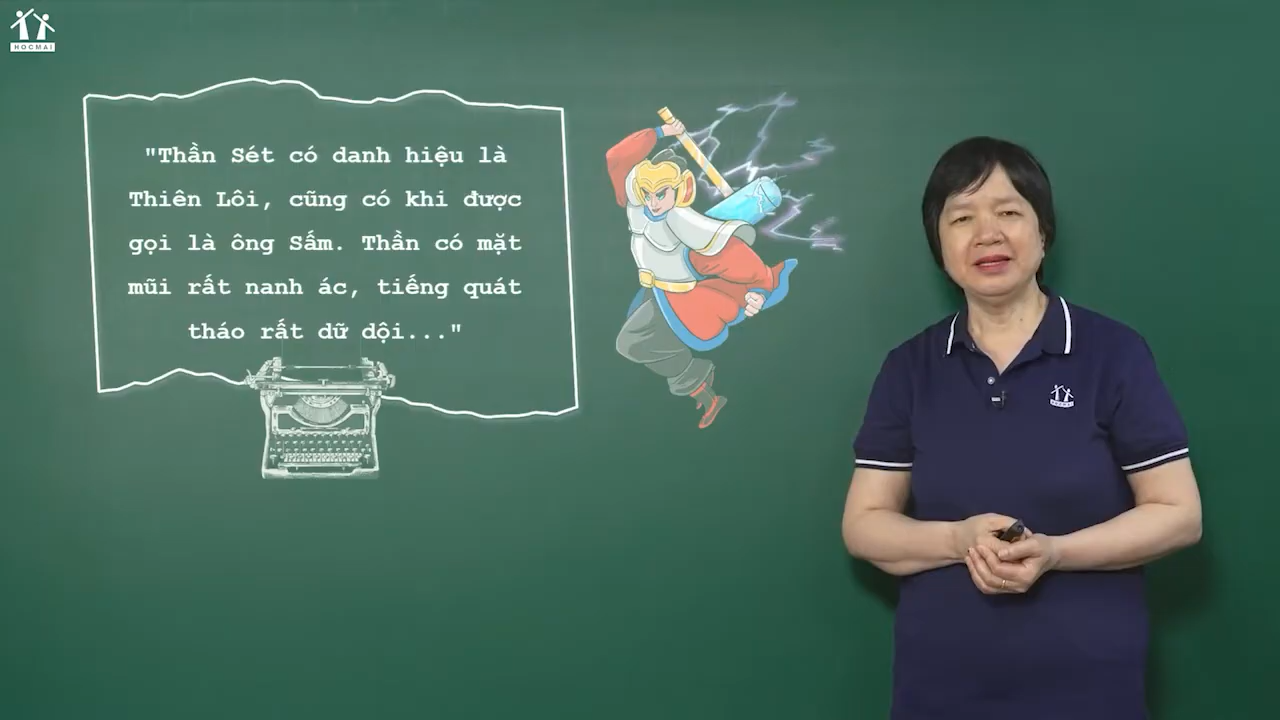 HOCMAI
"Thần Sét có danh hiệu là
Thiên Lôi, cũng có khi được
gọi là ông Sấm. Thần có mặt
mũi rất nanh ác, tiếng quát
tháo rất dữ dội..."
HOCMAI